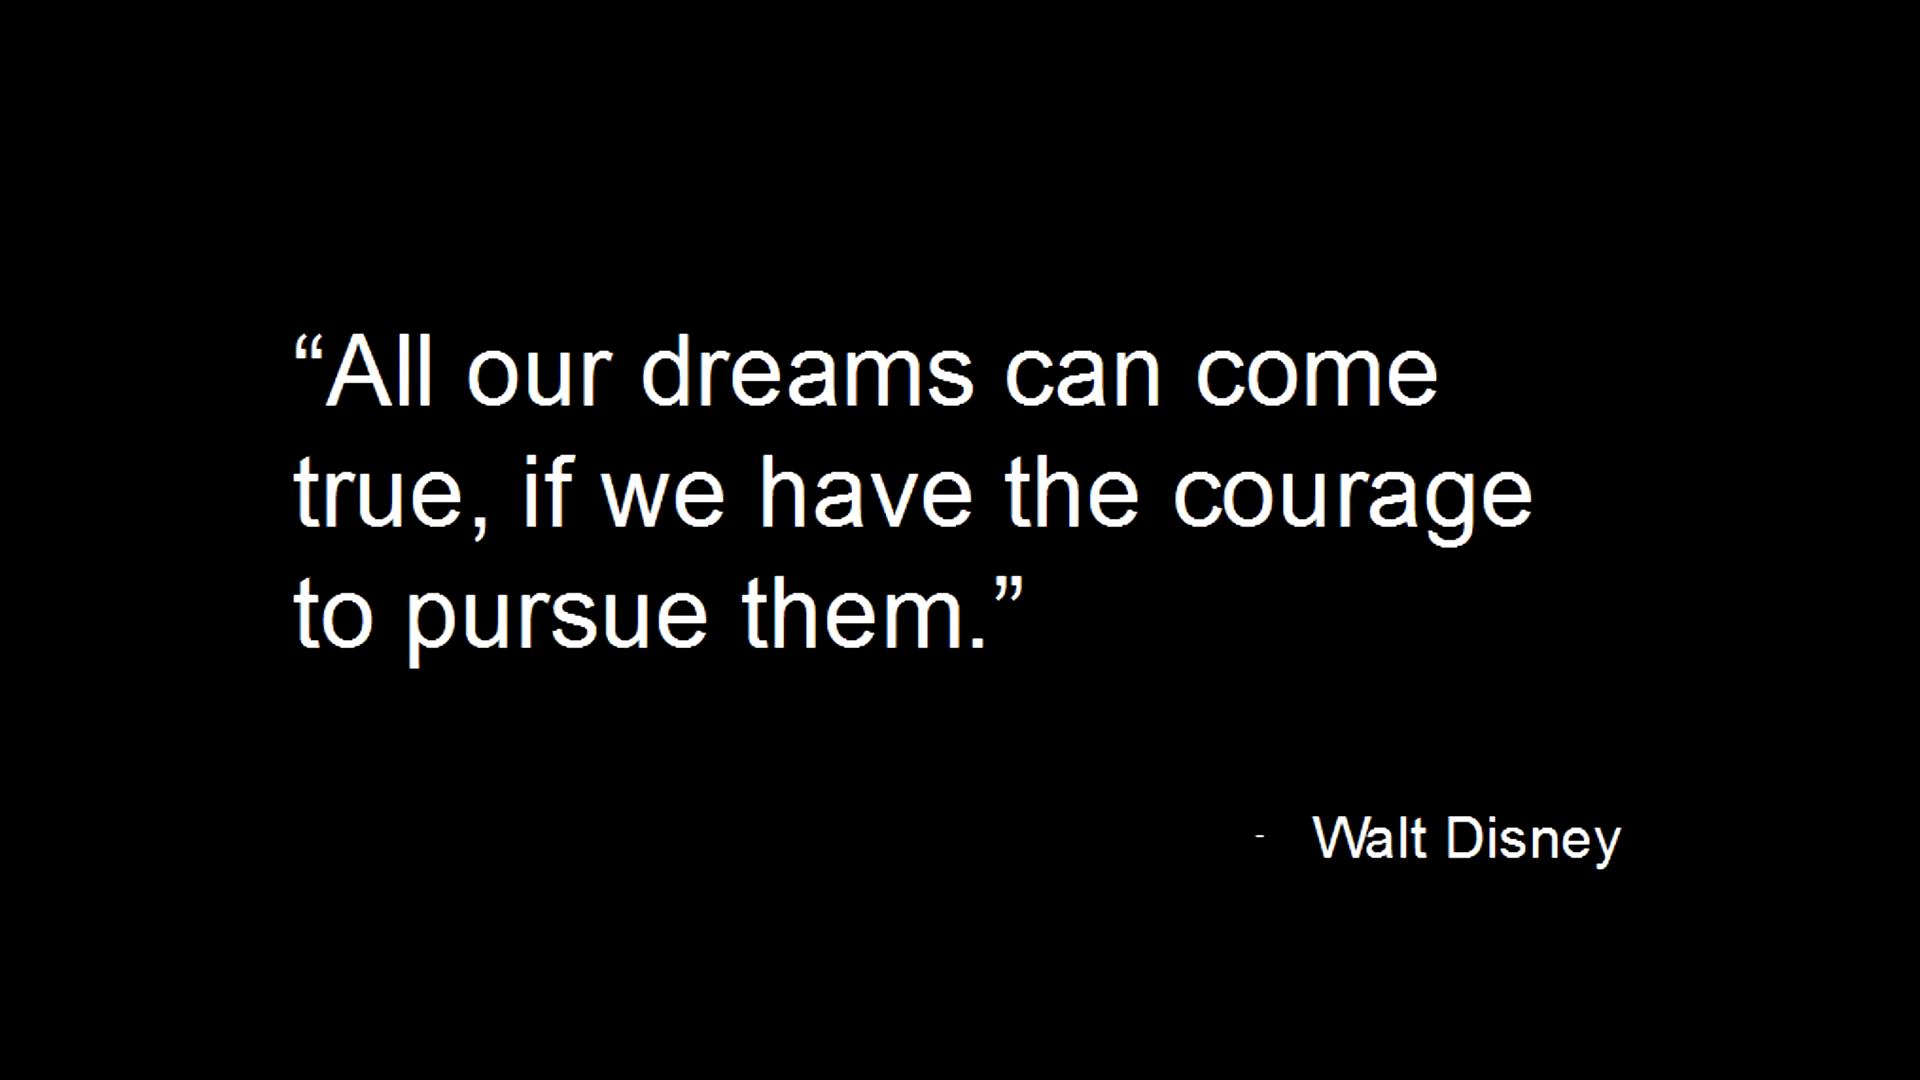 “All our dreams can come
true, if we have the courage
to pursue them.”
- Walt Disney